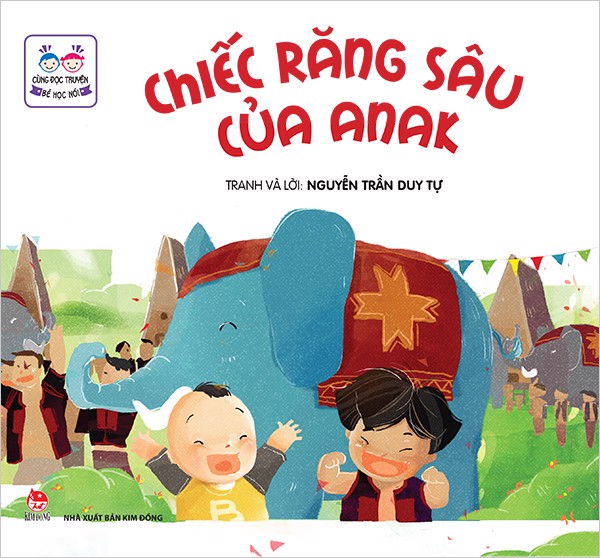 CÙNG ĐỌC TRUYỆN
BÉ HỌC NÓI
CHIẾC RĂNG SÂU
CỦA ANAK
TRANH VÀ LỜI: NGUYỄN TRẦN DUY TỰ
B
KIM ĐỒNG
NHÀ XUẤT BẢN KIM ĐỒNG